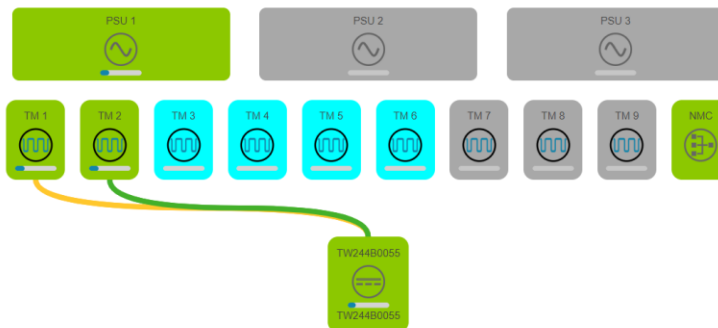 PSU 1
PSU 2
PSU 3
TM 1
TM 2
TM 3
TM 4
TM 5
TM 6
TM 7
TM 8
TM 9
NMC
TW244B0055
TW244B0055